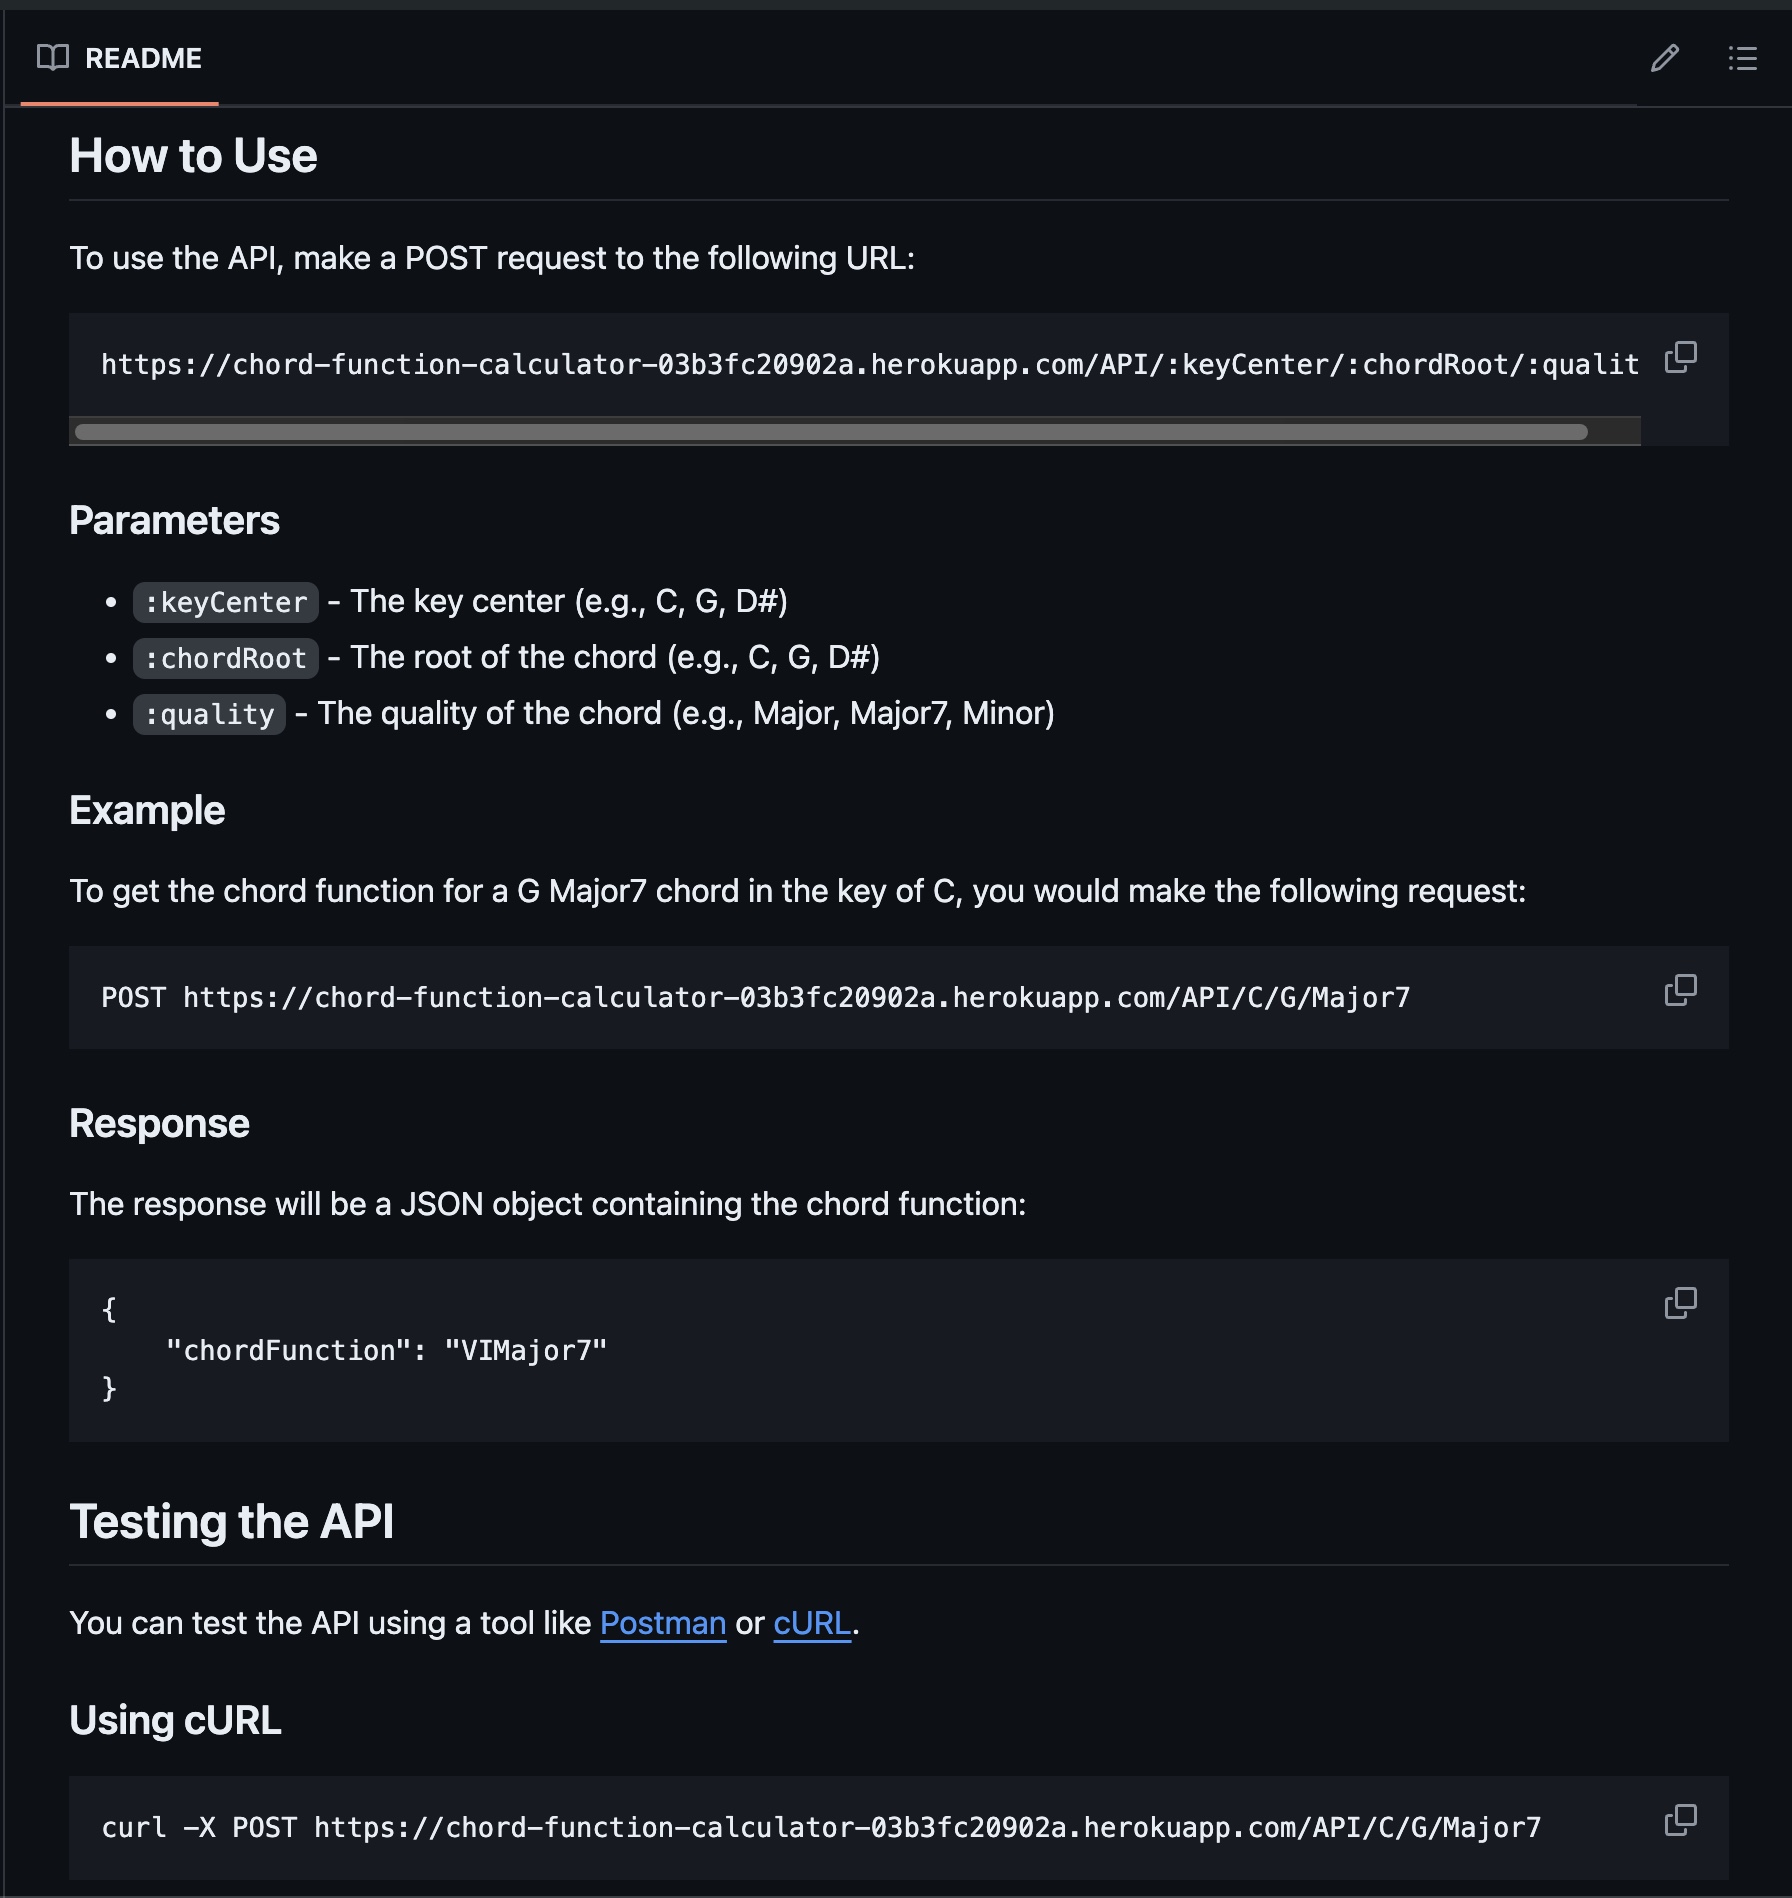 README
How to Use
To use the API, make a POST request to the following URL:
https://chord-function-calculator-03b3fc20902a.herokuapp.com/API/:keyCenter/:chordRoot/:qualit
Parameters
• :keyCenter - The key center (e.g., C, G, D#)
• :chordRoot - The root of the chord (e.g., C, G, D#)
• :quality - The quality of the chord (e.g., Major, Major7, Minor)
Example
To get the chord function for a G Major7 chord in the key of C, you would make the following request:
POST https://chord-function-calculator-03b3fc20902a.herokuapp.com/API/C/G/Major7
Response
The response will be a JSON object containing the chord function:
{
    "chordFunction": "VIMajor7"
}
Testing the API
You can test the API using a tool like Postman or cURL.
Using cURL
curl -X POST https://chord-function-calculator-03b3fc20902a.herokuapp.com/API/C/G/Major7